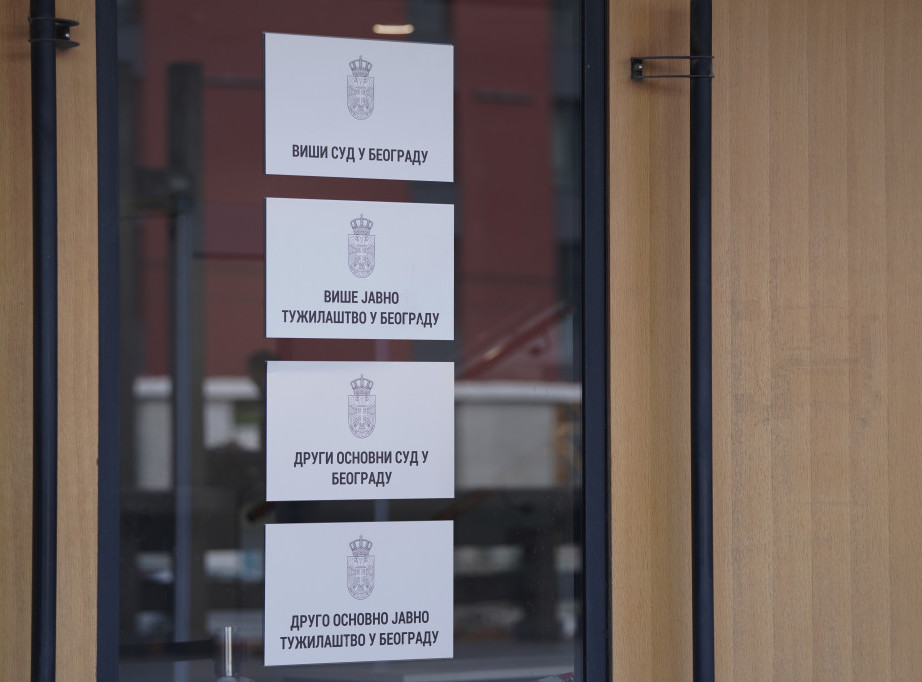 ВИШИ СУД У БЕОГРАДУ
ВИШЕ ЈАВНО
ТУЖИЛАШТВО У БЕОГРАДУ
ДРУГИ ОСНОВНИ СУД У
БЕОГРАДУ
ДРУГО ОСНОВНО ЈАВНО
ТУЖИЛАШТВО У БЕОГРАДУ